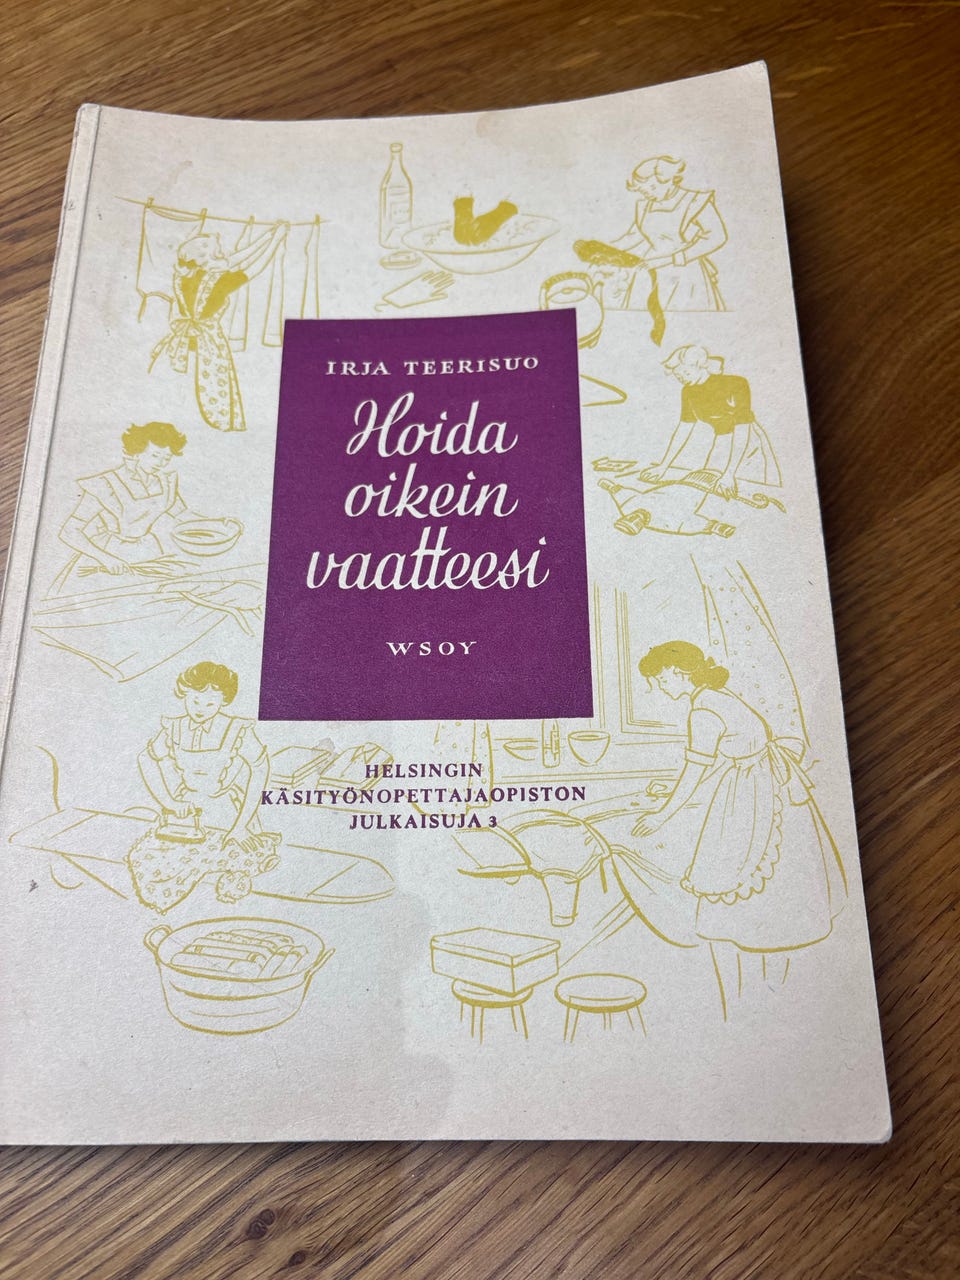 IRJA TEERISUO
Hoida
oikein
vaatteesi
WSOY
HELSINGIN
KÄSITYÖNOPETTAJAOPISTON
JULKAISUJA 3